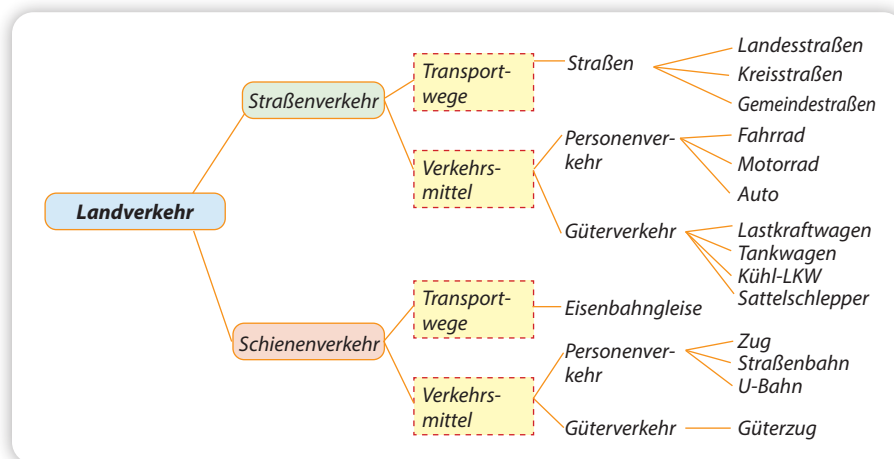 Landverkehr
Straßenverkehr
Transport-
wege
Straßen
Landesstraßen
Kreisstraßen
Gemeindestraßen
Verkehrs-
mittel
Personenver-
kehr
Fahrrad
Motorrad
Auto
Güterverkehr
Lastkraftwagen
Tankwagen
Kühl-LKW
Sattelschlepper
Schienenverkehr
Transport-
wege
Eisenbahngleise
Verkehrs-
mittel
Personenver-
kehr
Zug
Straßenbahn
U-Bahn
Güterverkehr
Güterzug